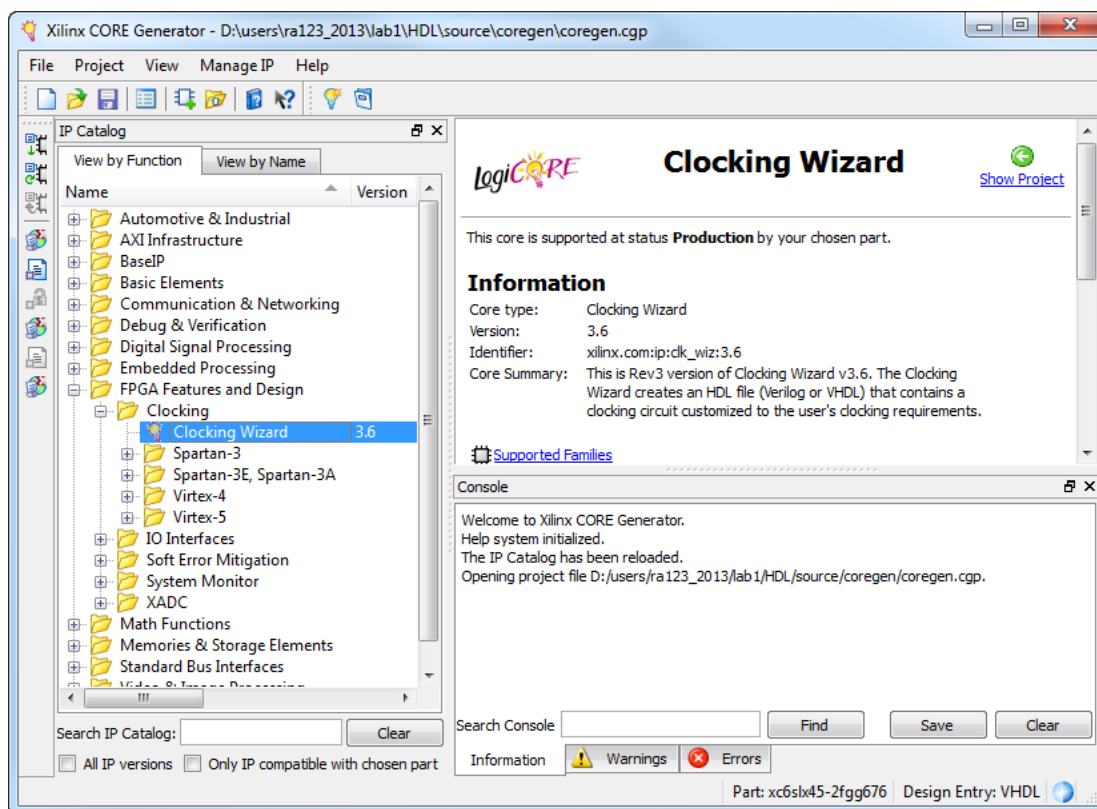 Xilinx CORE Generator - D:\users\ra123_2013\lab1\HDL\source\coregen\coregen.cgp
File Project View Manage IP Help
IP Catalog
View by Function View by Name
Name Version
Automotive & Industrial
AXI Infrastructure
BaseIP
Basic Elements
Communication & Networking
Debug & Verification
Digital Signal Processing
Embedded Processing
FPGA Features and Design
Clocking
Clocking Wizard 3.6
Spartan-3
Spartan-3E, Spartan-3A
Virtex-4
Virtex-5
IO Interfaces
Soft Error Mitigation
System Monitor
XADC
Math Functions
Memories & Storage Elements
Standard Bus Interfaces
Video & Image Processing
Search IP Catalog: Clear
All IP versions Only IP compatible with chosen part
LogiCORE
Clocking Wizard
Show Project
This core is supported at status Production by your chosen part.
Information
Core type: Clocking Wizard
Version: 3.6
Identifier: xilinx.com:ip:clk_wiz:3.6
Core Summary: This is Rev3 version of Clocking Wizard v3.6. The Clocking
Wizard creates an HDL file (Verilog or VHDL) that contains a
clocking circuit customized to the user's clocking requirements.
Supported Families
Console
Welcome to Xilinx CORE Generator.
Help system initialized.
The IP Catalog has been reloaded.
Opening project file D:/users/ra123_2013/lab1/HDL/source/coregen/coregen.cgp.
Search Console Find Save Clear
Information Warnings Errors
Part: xc6slx45-2fgg676 Design Entry: VHDL